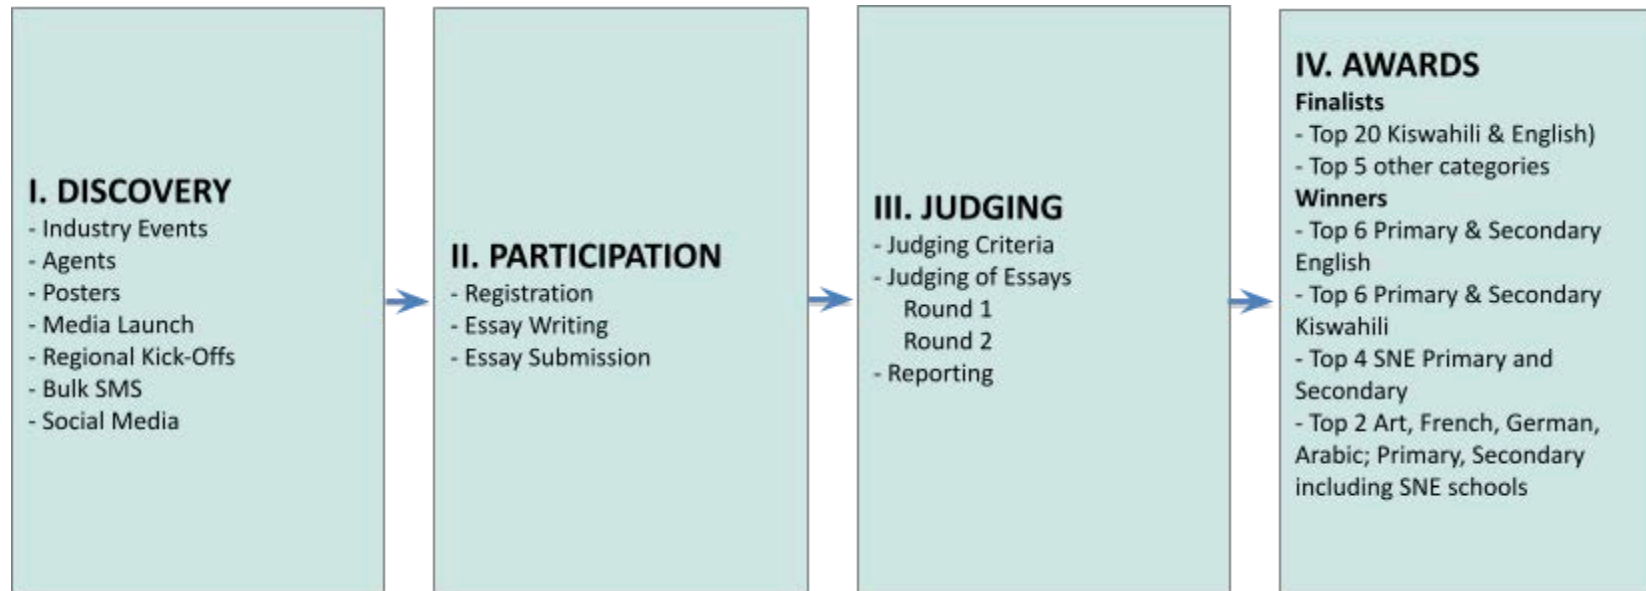 I. DISCOVERY
- Industry Events
- Agents
- Posters
- Media Launch
- Regional Kick-Offs
- Bulk SMS
- Social Media
II. PARTICIPATION
- Registration
- Essay Writing
- Essay Submission
III. JUDGING
- Judging Criteria
- Judging of Essays
Round 1
Round 2
- Reporting
IV. AWARDS
Finalists
- Top 20 Kiswahili & English)
- Top 5 other categories
Winners
- Top 6 Primary & Secondary
English
- Top 6 Primary & Secondary
Kiswahili
- Top 4 SNE Primary and
Secondary
- Top 2 Art, French, German,
Arabic; Primary, Secondary
including SNE schools